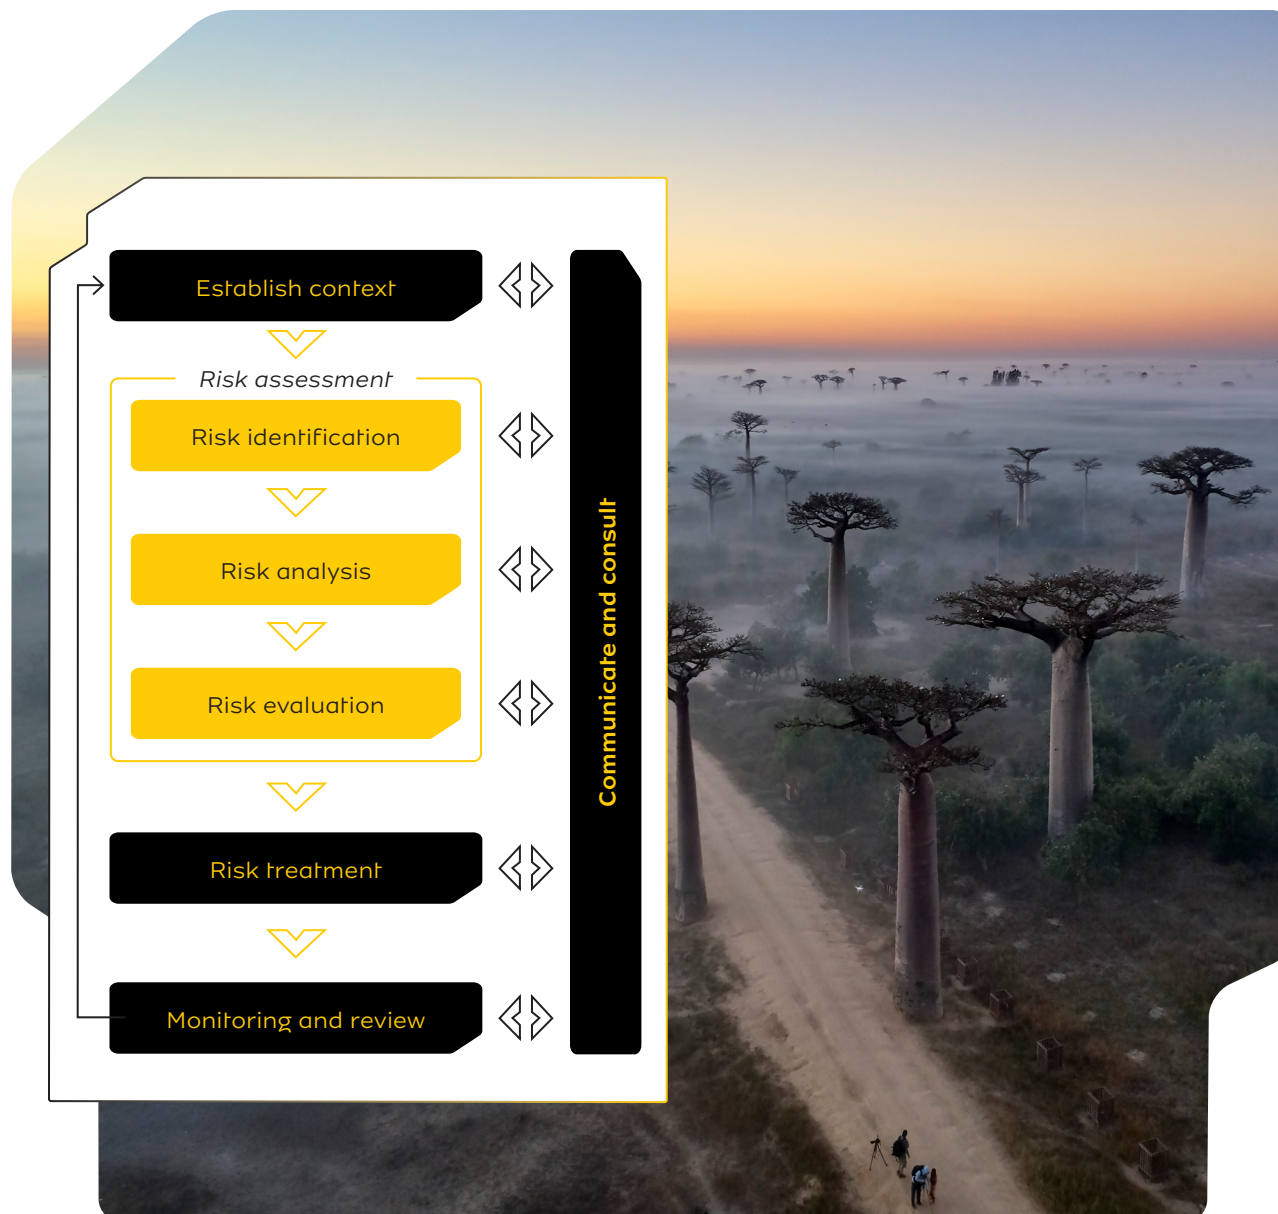 Establish context
Risk assessment
Risk identification
Risk analysis
Risk evaluation
Risk treatment
Monitoring and review
Communicate and consult